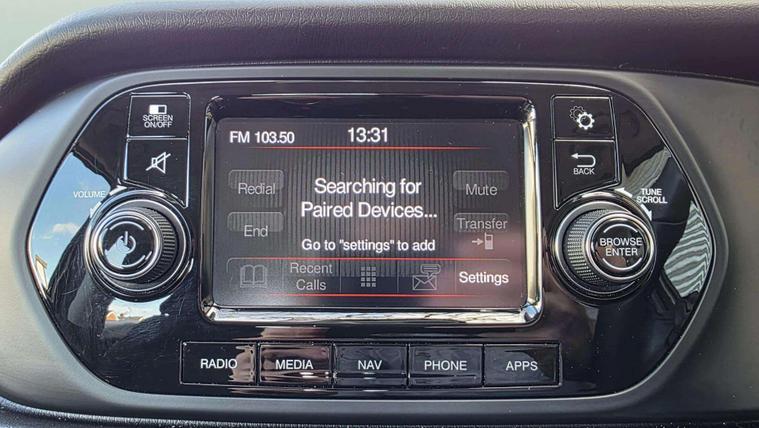 SCREEN
ON/OFF
FM 103.50 13:31
VOLUME
Redial
Searching for
Paired Devices...
Mute
End
Transfer
Go to "settings" to add
Recent
Calls
Settings
BACK
TUNE
SCROLL
BROWSE
ENTER
RADIO MEDIA NAV PHONE APPS